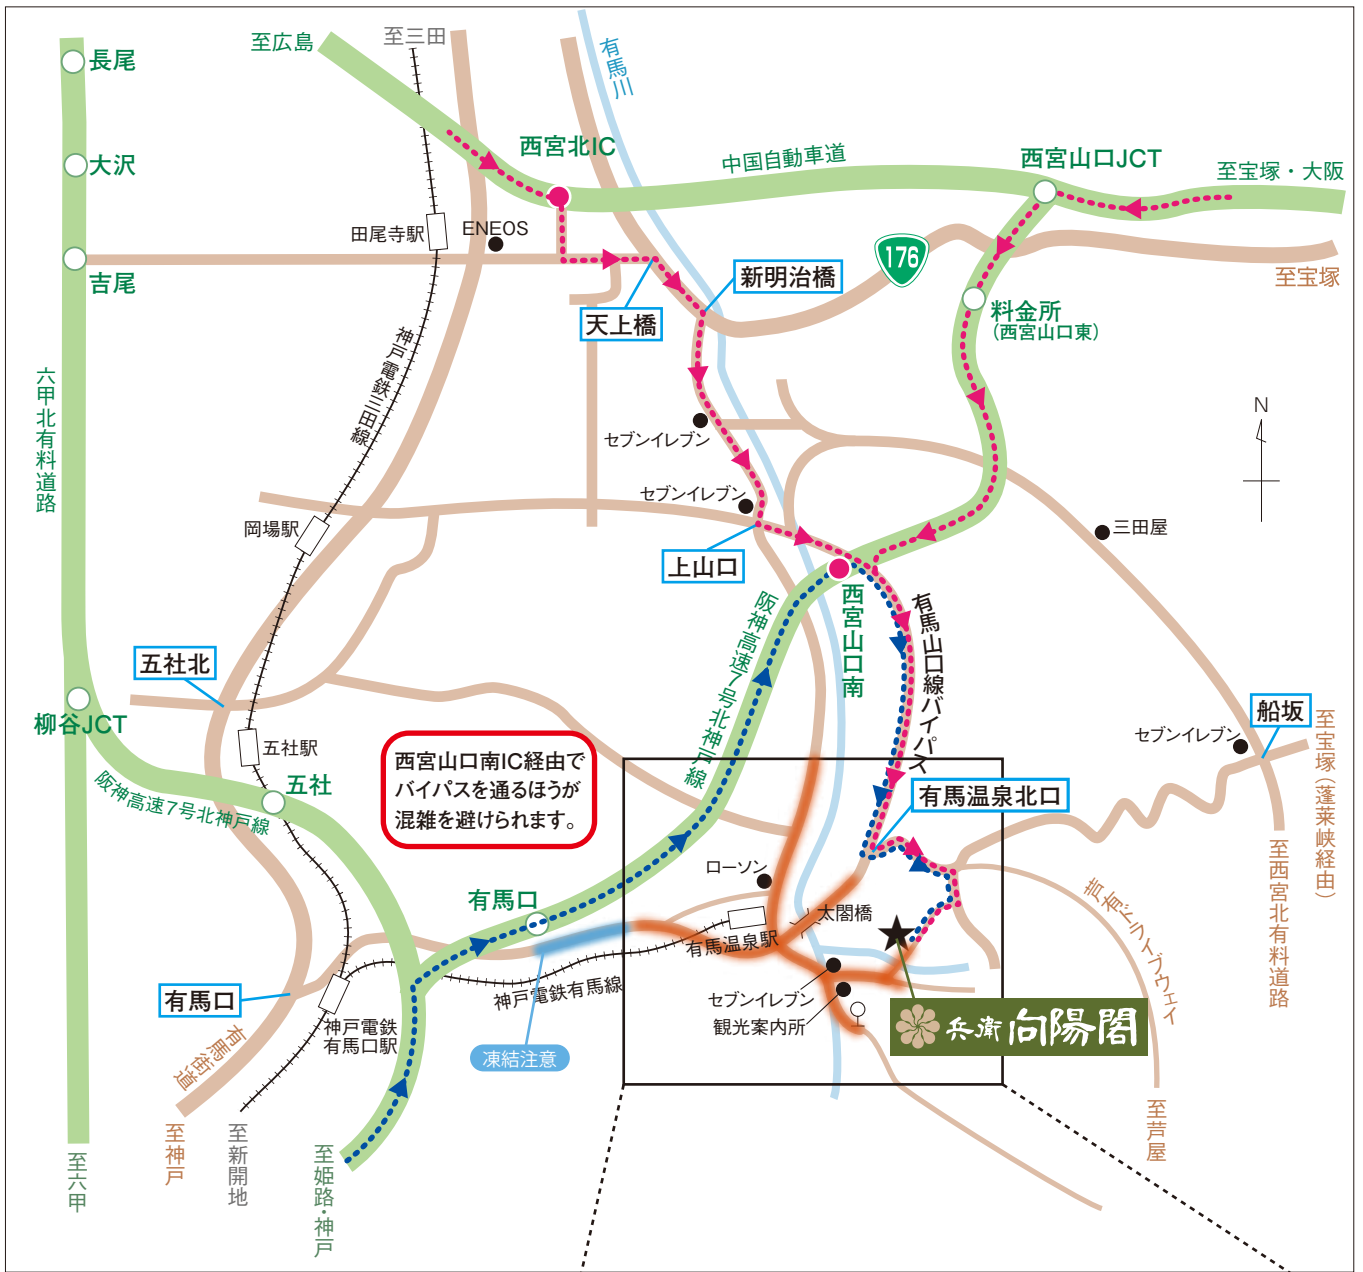 長尾
至広島
至三田
有馬川
大沢
西宮北IC
中国自動車道
西宮山口JCT
至宝塚・大阪
田尾寺駅
ENEOS
176
吉尾
新明治橋
至宝塚
天上橋
料金所
(西宮山口東)
神戸電鉄三田線
六甲北有料道路
N
セブンイレブン
セブンイレブン
岡場駅
三田屋
上山口
西宮山口南
阪神高速7号北神戸線
有馬山口線バイパス
五社北
柳谷JCT
船坂
セブンイレブン
至宝塚(蓬莱峡経由)
五社駅
西宮山口南IC経由で
バイパスを通るほうが
混雑を避けられます。
五社
阪神高速7号北神戸線
有馬温泉北口
至西宮北有料道路
ローソン
有馬口
太閤橋
芦有ドライブウェイ
有馬温泉駅
神戸電鉄有馬線
有馬口
セブンイレブン
観光案内所
兵衛向陽閣
神戸電鉄
有馬口駅
有馬街道
凍結注意
至神戸
至新開地
至姫路・神戸
至六甲
至芦屋